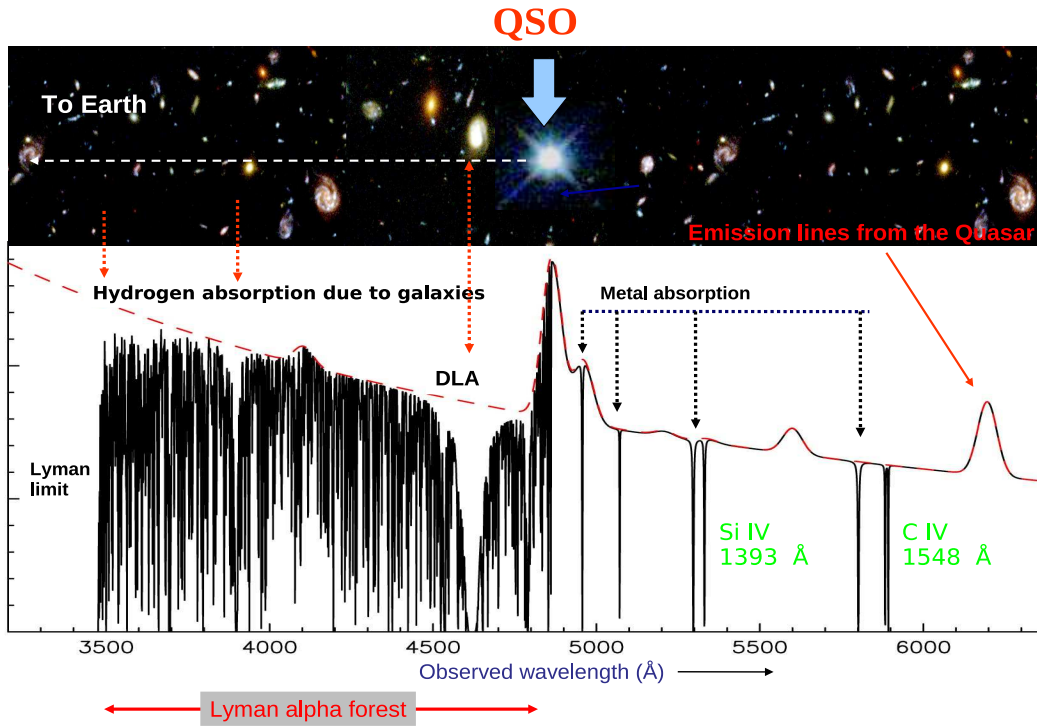 QSO
To Earth
Emission lines from the Quasar
Hydrogen absorption due to galaxies
Metal absorption
DLA
Lyman
limit
Si IV
1393 Å
C IV
1548 Å
3500 4000 4500 5000 5500 6000
Observed wavelength (Å)
Lyman alpha forest